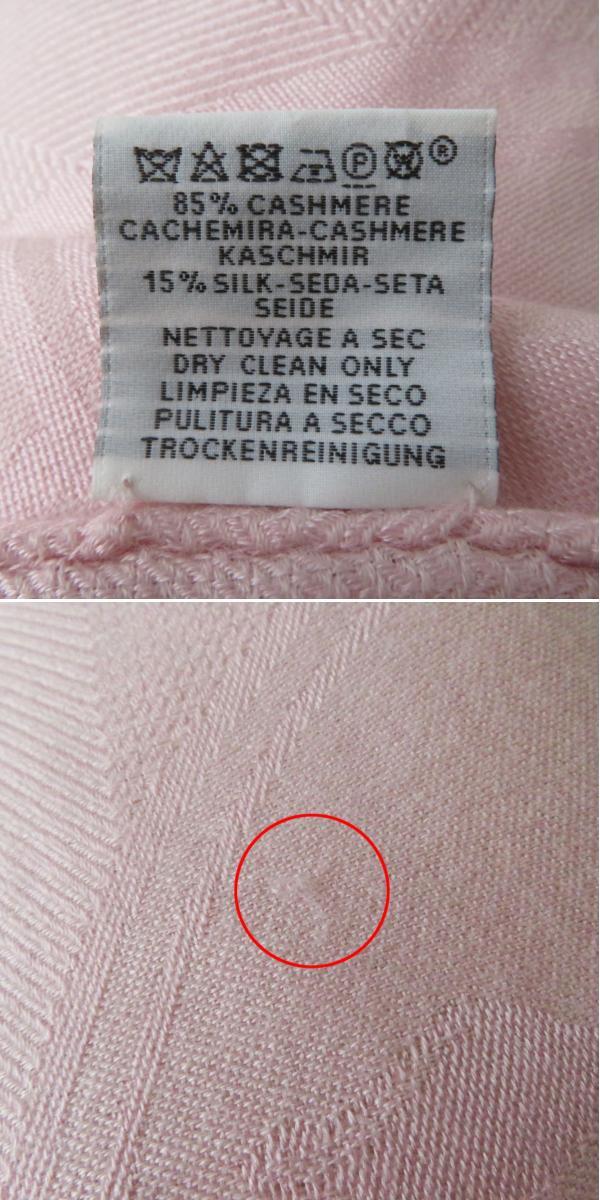 P W ®
85% CASHMERE
CACHEMIRA-CASHMERE
KASCHMIR
15% SILK-SEDA-SETA
SEIDE
NETTOYAGE A SEC
DRY CLEAN ONLY
LIMPIEZA EN SECO
PULITURA A SECCO
TROCKENREINIGUNG